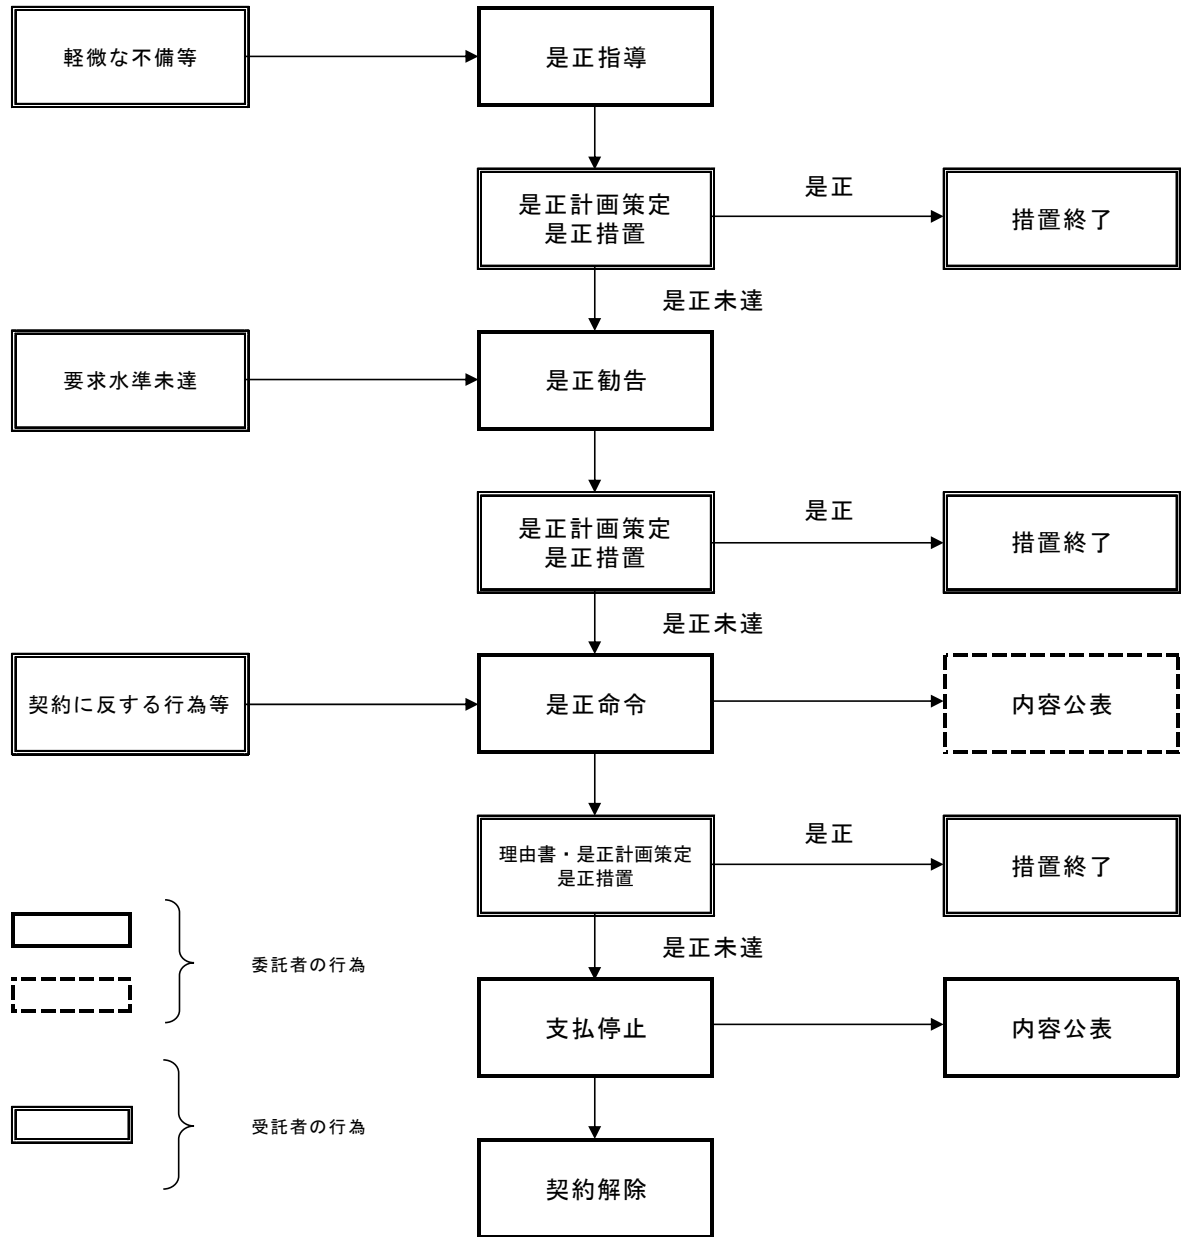 軽微な不備等
是正指導
是正計画策定
是正措置
是正
措置終了
是正未達
要求水準未達
是正勧告
是正計画策定
是正措置
是正
措置終了
是正未達
契約に反する行為等
是正命令
内容公表
理由書・是正計画策定
是正措置
是正
措置終了
是正未達
委託者の行為
支払停止
内容公表
受託者の行為
契約解除